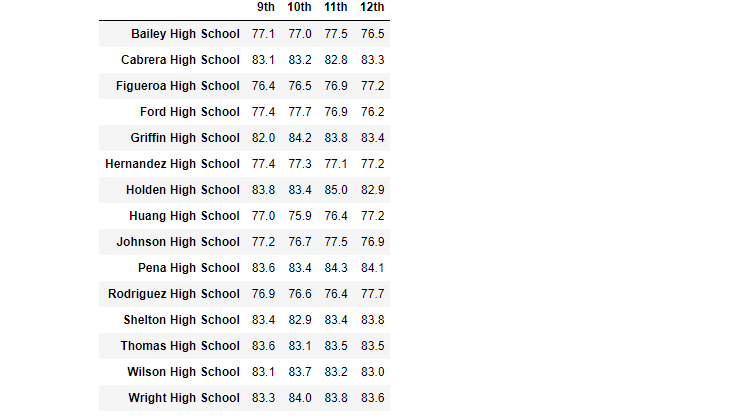 9th 10th 11th 12th
Bailey High School 77.1 77.0 77.5 76.5
Cabrera High School 83.1 83.2 82.8 83.3
Figueroa High School 76.4 76.5 76.9 77.2
Ford High School 77.4 77.7 76.9 76.2
Griffin High School 82.0 84.2 83.8 83.4
Hernandez High School 77.4 77.3 77.1 77.2
Holden High School 83.8 83.4 85.0 82.9
Huang High School 77.0 75.9 76.4 77.2
Johnson High School 77.2 76.7 77.5 76.9
Pena High School 83.6 83.4 84.3 84.1
Rodriguez High School 76.9 76.6 76.4 77.7
Shelton High School 83.4 82.9 83.4 83.8
Thomas High School 83.6 83.1 83.5 83.5
Wilson High School 83.1 83.7 83.2 83.0
Wright High School 83.3 84.0 83.8 83.6